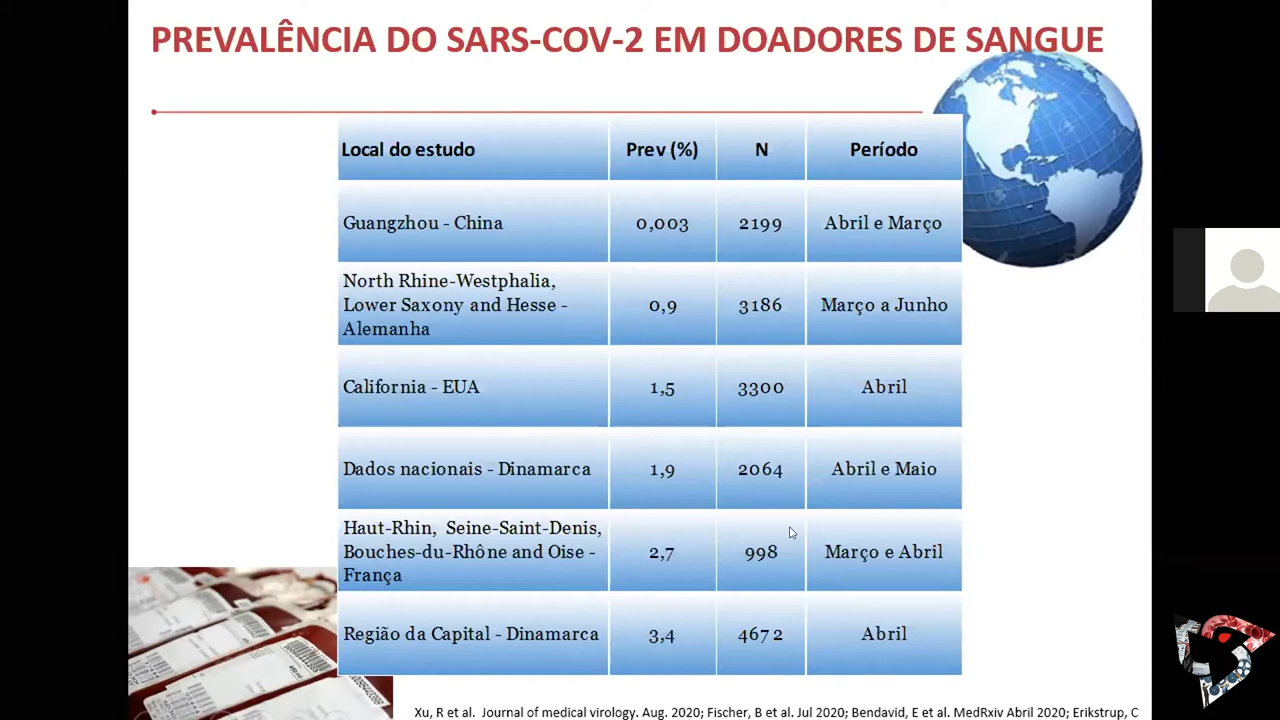 PREVALÊNCIA DO SARS-COV-2 EM DOADORES DE SANGUE
Local do estudo Prev (%) N Período
Guangzhou - China 0,003 2199 Abril e Março
North Rhine-Westphalia,
Lower Saxony and Hesse -
Alemanha 0,9 3186 Março a Junho
California - EUA 1,5 3300 Abril
Dados nacionais - Dinamarca 1,9 2064 Abril e Maio
Haut-Rhin, Seine-Saint-Denis,
Bouches-du-Rhône and Oise -
França 2,7 998 Março e Abril
Região da Capital - Dinamarca 3,4 4672 Abril
Xu, R et al. Journal of medical virology. Aug. 2020; Fischer, B et al. Jul 2020; Bendavid, E et al. MedRxiv Abril 2020; Erikstrup, C